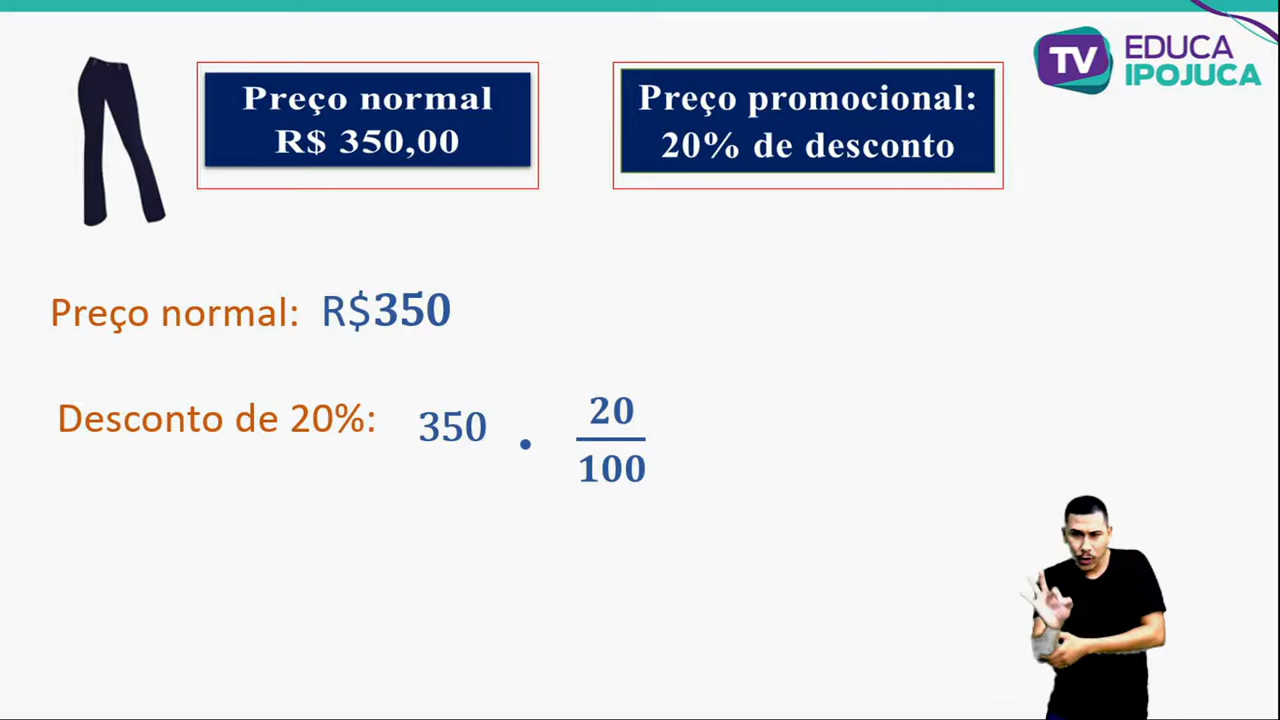 Preço normal
R$ 350,00
Preço promocional:
20% de desconto
TV EDUCA
IPOJUCA
Preço normal: R$350
Desconto de 20%: 350 . 20
100